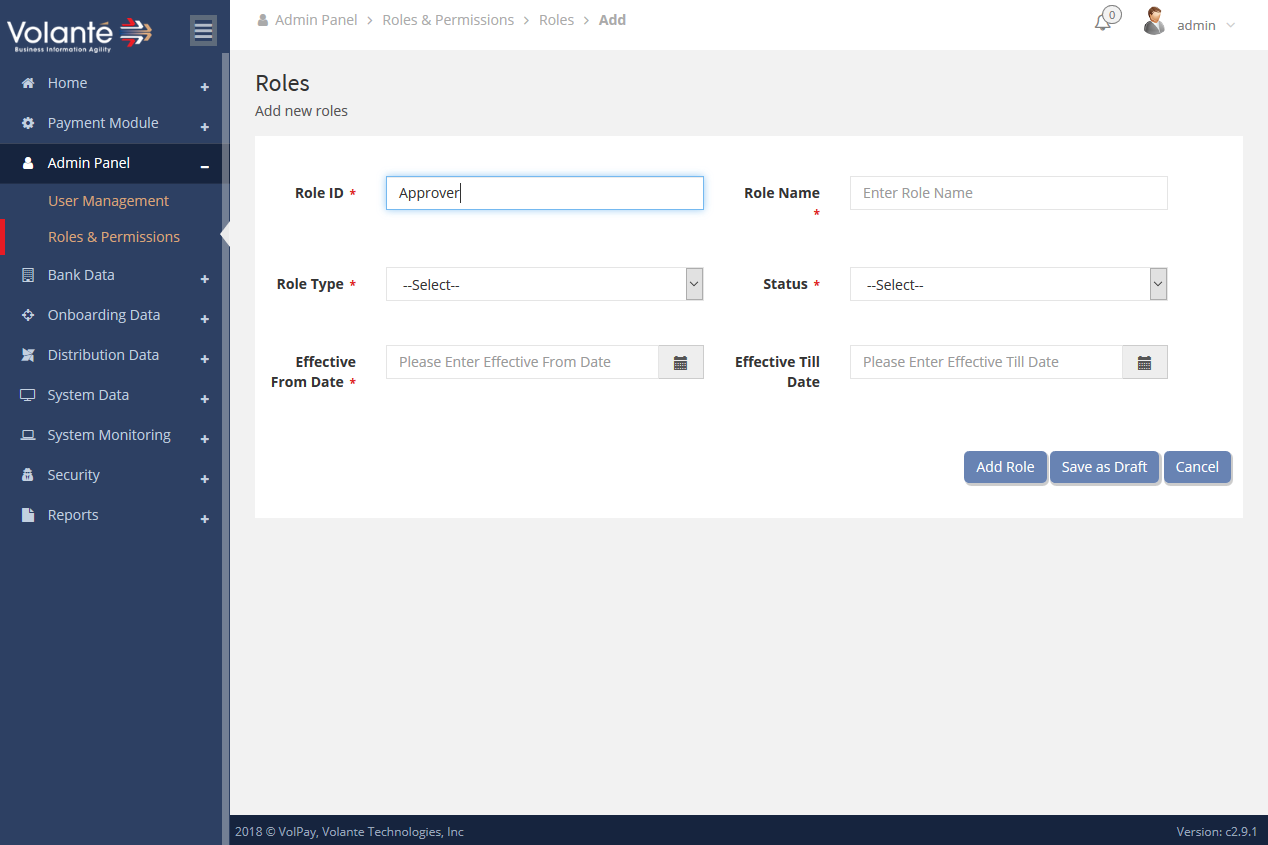 Volanté
Business Information Agility
Admin Panel > Roles & Permissions > Roles > Add
0
admin
Home
Payment Module
Admin Panel
User Management
Roles & Permissions
Bank Data
Onboarding Data
Distribution Data
System Data
System Monitoring
Security
Reports
Roles
Add new roles
Role ID *
Approver
Role Name *
Enter Role Name
Role Type *
--Select--
Status *
--Select--
Effective
From Date *
Please Enter Effective From Date
Effective Till
Date
Please Enter Effective Till Date
Add Role
Save as Draft
Cancel
2018 © VolPay, Volante Technologies, Inc
Version: c2.9.1